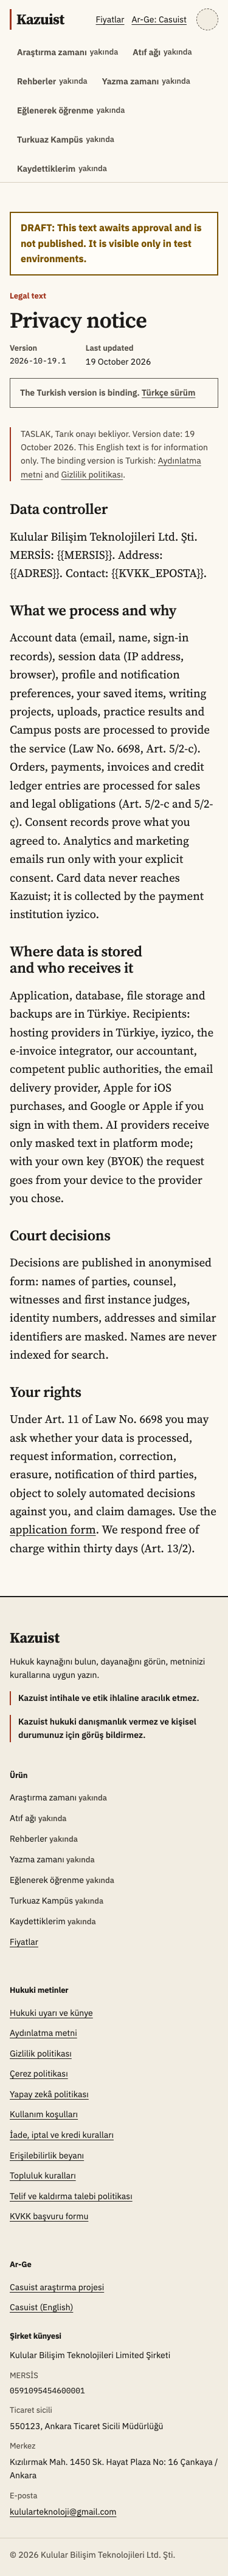 Kazuist
Fiyatlar Ar-Ge: Casuist
Araştırma zamanı yakında Atıf ağı yakında
Rehberler yakında Yazma zamanı yakında
Eğlenerek öğrenme yakında
Turkuaz Kampüs yakında
Kaydettiklerim yakında
DRAFT: This text awaits approval and is
not published. It is visible only in test
environments.
Legal text
Privacy notice
Version Last updated
2026-10-19.1 19 October 2026
The Turkish version is binding. Türkçe sürüm
TASLAK, Tarık onayı bekliyor. Version date: 19
October 2026. This English text is for information
only. The binding version is Turkish: Aydınlatma
metni and Gizlilik politikası.
Data controller
Kulular Bilişim Teknolojileri Ltd. Şti.
MERSİS: {{MERSIS}}. Address:
{{ADRES}}. Contact: {{KVKK_EPOSTA}}.
What we process and why
Account data (email, name, sign-in
records), session data (IP address,
browser), profile and notification
preferences, your saved items, writing
projects, uploads, practice results and
Campus posts are processed to provide
the service (Law No. 6698, Art. 5/2-c).
Orders, payments, invoices and credit
ledger entries are processed for sales
and legal obligations (Art. 5/2-c and 5/2-
ç). Consent records prove what you
agreed to. Analytics and marketing
emails run only with your explicit
consent. Card data never reaches
Kazuist; it is collected by the payment
institution iyzico.
Where data is stored
and who receives it
Application, database, file storage and
backups are in Türkiye. Recipients:
hosting providers in Türkiye, iyzico, the
e-invoice integrator, our accountant,
competent public authorities, the email
delivery provider, Apple for iOS
purchases, and Google or Apple if you
sign in with them. AI providers receive
only masked text in platform mode;
with your own key (BYOK) the request
goes from your device to the provider
you chose.
Court decisions
Decisions are published in anonymised
form: names of parties, counsel,
witnesses and first instance judges,
identity numbers, addresses and similar
identifiers are masked. Names are never
indexed for search.
Your rights
Under Art. 11 of Law No. 6698 you may
ask whether your data is processed,
request information, correction,
erasure, notification of third parties,
object to solely automated decisions
against you, and claim damages. Use the
application form. We respond free of
charge within thirty days (Art. 13/2).
Kazuist
Hukuk kaynağını bulun, dayanağını görün, metninizi
kurallarına uygun yazın.
Kazuist intihale ve etik ihlaline aracılık etmez.
Kazuist hukuki danışmanlık vermez ve kişisel
durumunuz için görüş bildirmez.
Ürün
Araştırma zamanı yakında
Atıf ağı yakında
Rehberler yakında
Yazma zamanı yakında
Eğlenerek öğrenme yakında
Turkuaz Kampüs yakında
Kaydettiklerim yakında
Fiyatlar
Hukuki metinler
Hukuki uyarı ve künye
Aydınlatma metni
Gizlilik politikası
Çerez politikası
Yapay zekâ politikası
Kullanım koşulları
İade, iptal ve kredi kuralları
Erişilebilirlik beyanı
Topluluk kuralları
Telif ve kaldırma talebi politikası
KVKK başvuru formu
Ar-Ge
Casuist araştırma projesi
Casuist (English)
Şirket künyesi
Kulular Bilişim Teknolojileri Limited Şirketi
MERSİS
0591095454600001
Ticaret sicili
550123, Ankara Ticaret Sicili Müdürlüğü
Merkez
Kızılırmak Mah. 1450 Sk. Hayat Plaza No: 16 Çankaya /
Ankara
E-posta
kulularteknoloji@gmail.com
© 2026 Kulular Bilişim Teknolojileri Ltd. Şti.